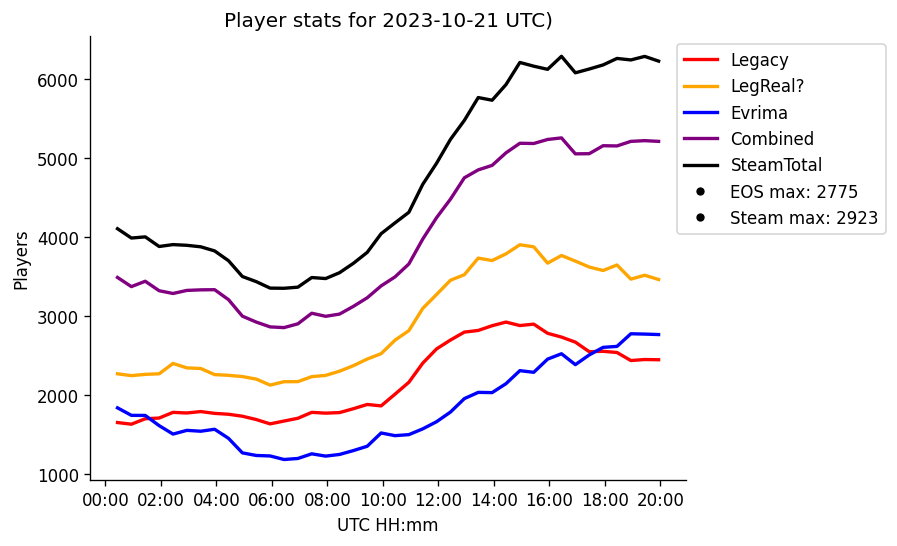 Player stats for 2023-10-21 UTC)
Players
6000
5000
4000
3000
2000
1000
00:00 02:00 04:00 06:00 08:00 10:00 12:00 14:00 16:00 18:00 20:00
UTC HH:mm
Legacy
LegReal?
Evrima
Combined
SteamTotal
EOS max: 2775
Steam max: 2923